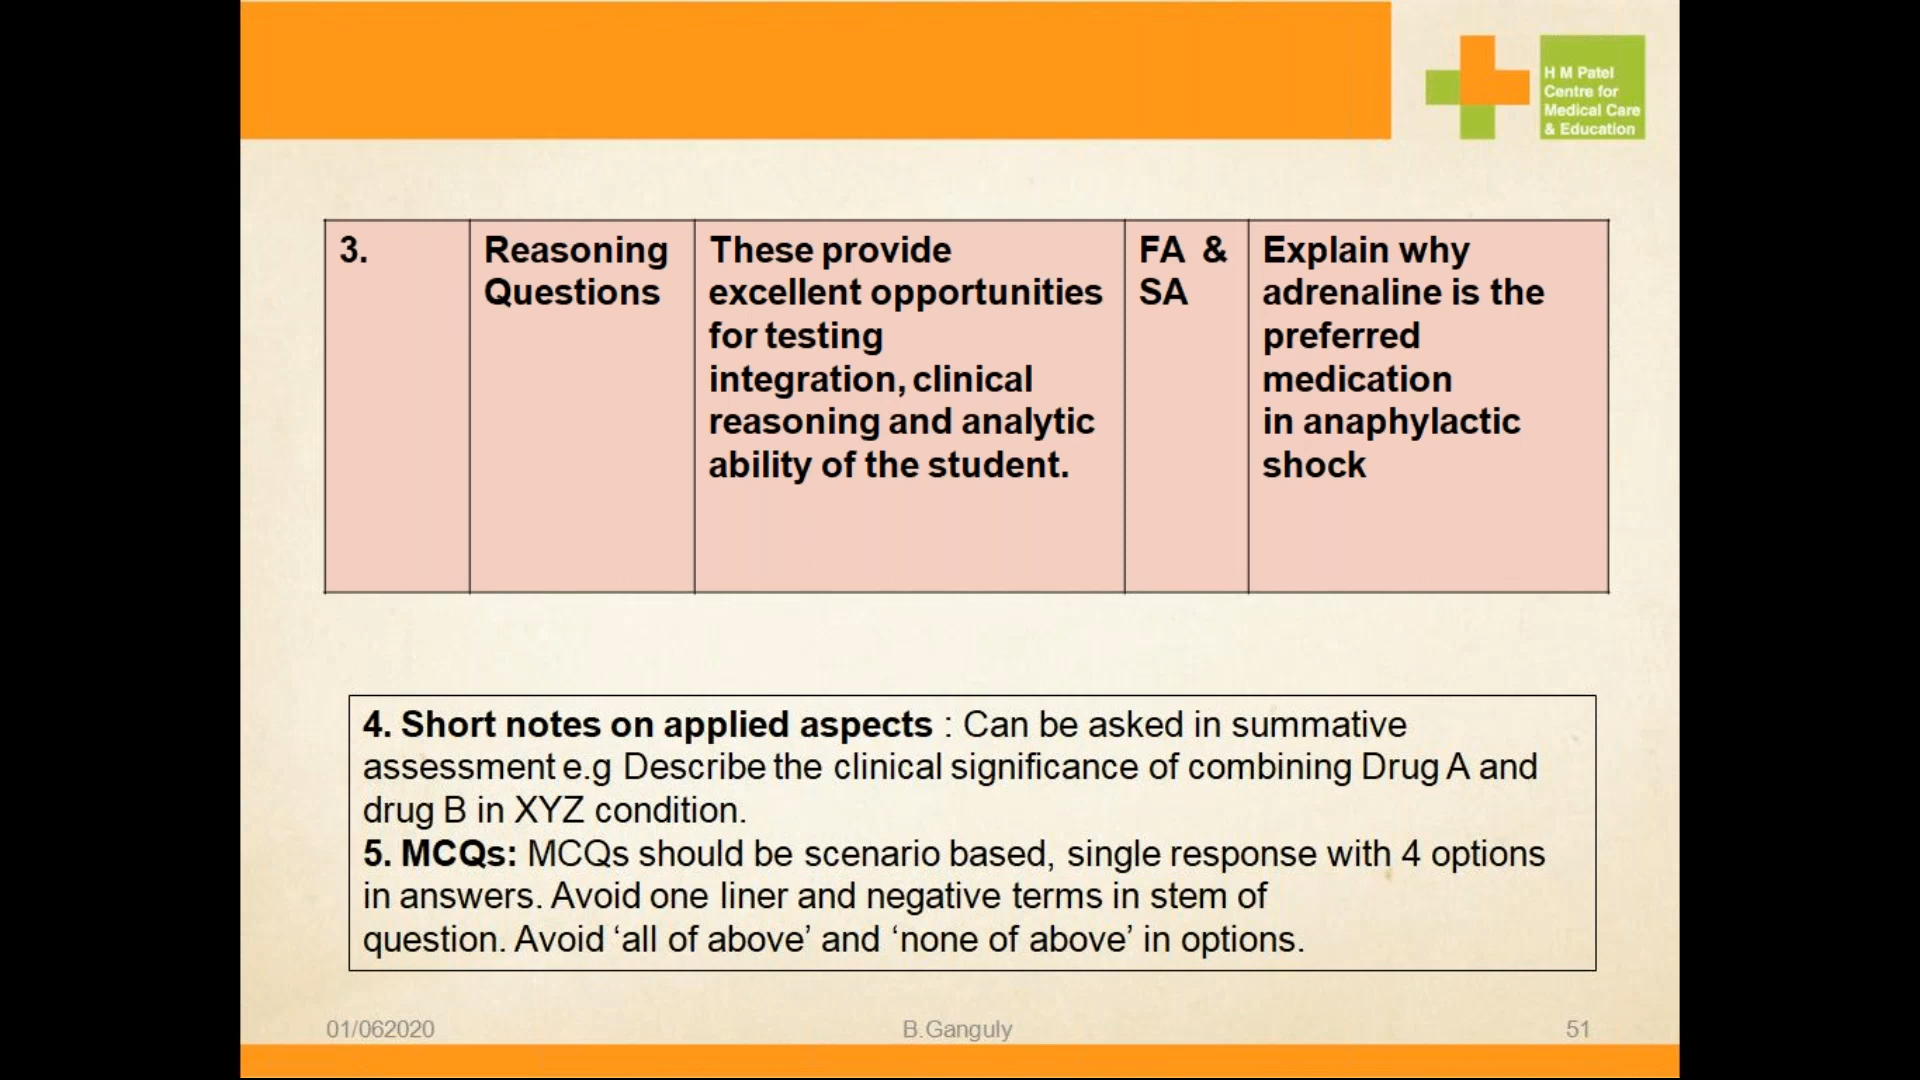 H M Patel
Centre for
Medical Care
& Education
3.
Reasoning
Questions
These provide
excellent opportunities
for testing
integration, clinical
reasoning and analytic
ability of the student.
FA &
SA
Explain why
adrenaline is the
preferred
medication
in anaphylactic
shock
4. Short notes on applied aspects : Can be asked in summative
assessment e.g Describe the clinical significance of combining Drug A and
drug B in XYZ condition.
5. MCQs: MCQs should be scenario based, single response with 4 options
in answers. Avoid one liner and negative terms in stem of
question. Avoid ‘all of above’ and ‘none of above’ in options.
01/062020
B.Ganguly
51